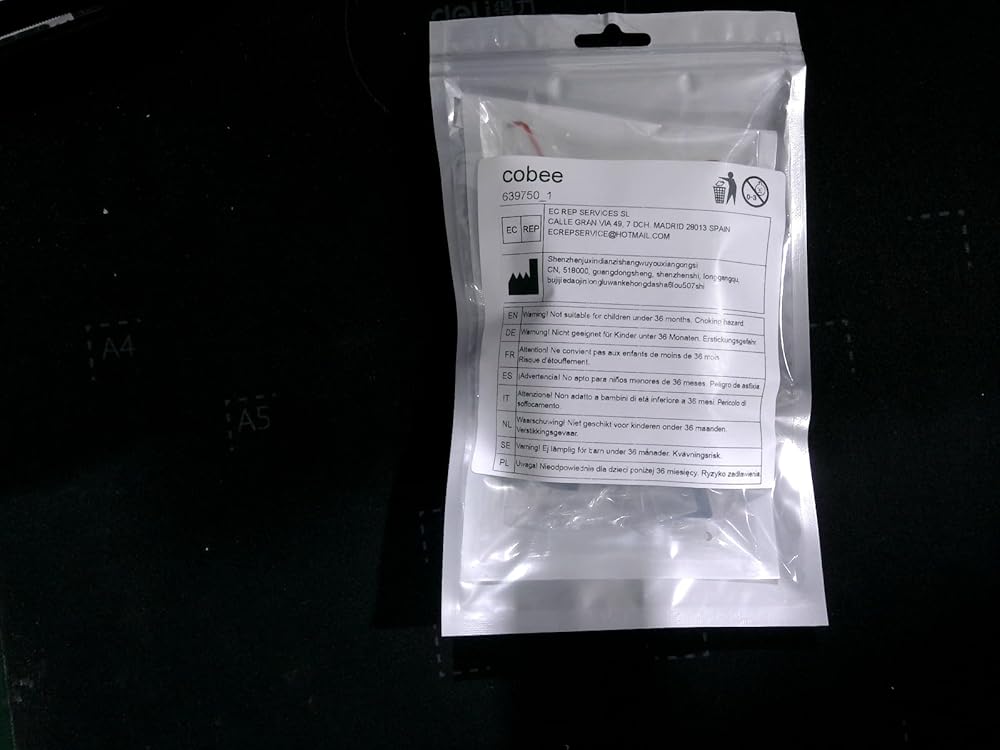 deli得力
cobee
639750_1
0-3
EC REP
EC REP SERVICES SL
CALLE GRAN VIA 49, 7 DCH. MADRID 28013 SPAIN
ECREPSERVICE@HOTMAIL.COM
Shenzhenjuxindianzishangwuyouxiangongsi
CN, 518000, guangdongsheng, shenzhenshi, longgangqu,
bujijiedaojinlongluwankehongdasha6lou507shi
EN Warning! Not suitable for children under 36 months. Choking hazard.
DE Warnung! Nicht geeignet für Kinder unter 36 Monaten. Erstickungsgefahr.
FR Attention! Ne convient pas aux enfants de moins de 36 mois.
Risque d'étouffement.
ES ¡Advertencia! No apto para niños menores de 36 meses. Peligro de asfixia.
IT Attenzione! Non adatto a bambini di età inferiore a 36 mesi. Pericolo di
soffocamento.
NL Waarschuwing! Niet geschikt voor kinderen onder 36 maanden.
Verstikkingsgevaar.
SE Varning! Ej lämplig för barn under 36 månader. Kvävningsrisk.
PL Uwaga! Nieodpowiednie dla dzieci poniżej 36 miesięcy. Ryzyko zadławienia.
A4
A5